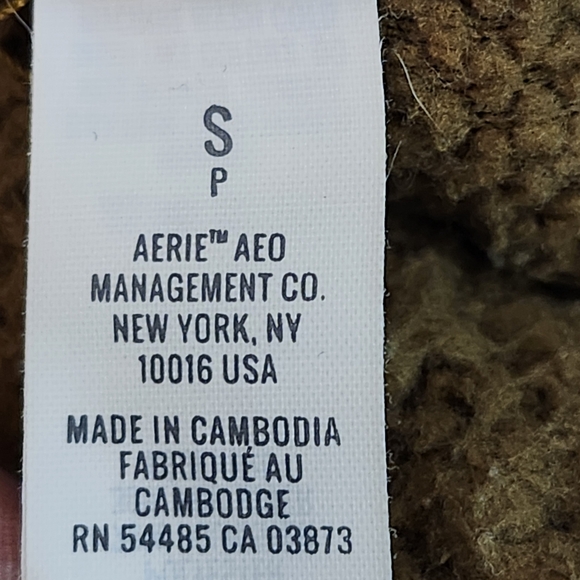 S
P
AERIE™ AEO
MANAGEMENT CO.
NEW YORK, NY
10016 USA
MADE IN CAMBODIA
FABRIQUÉ AU
CAMBODGE
RN 54485 CA 03873